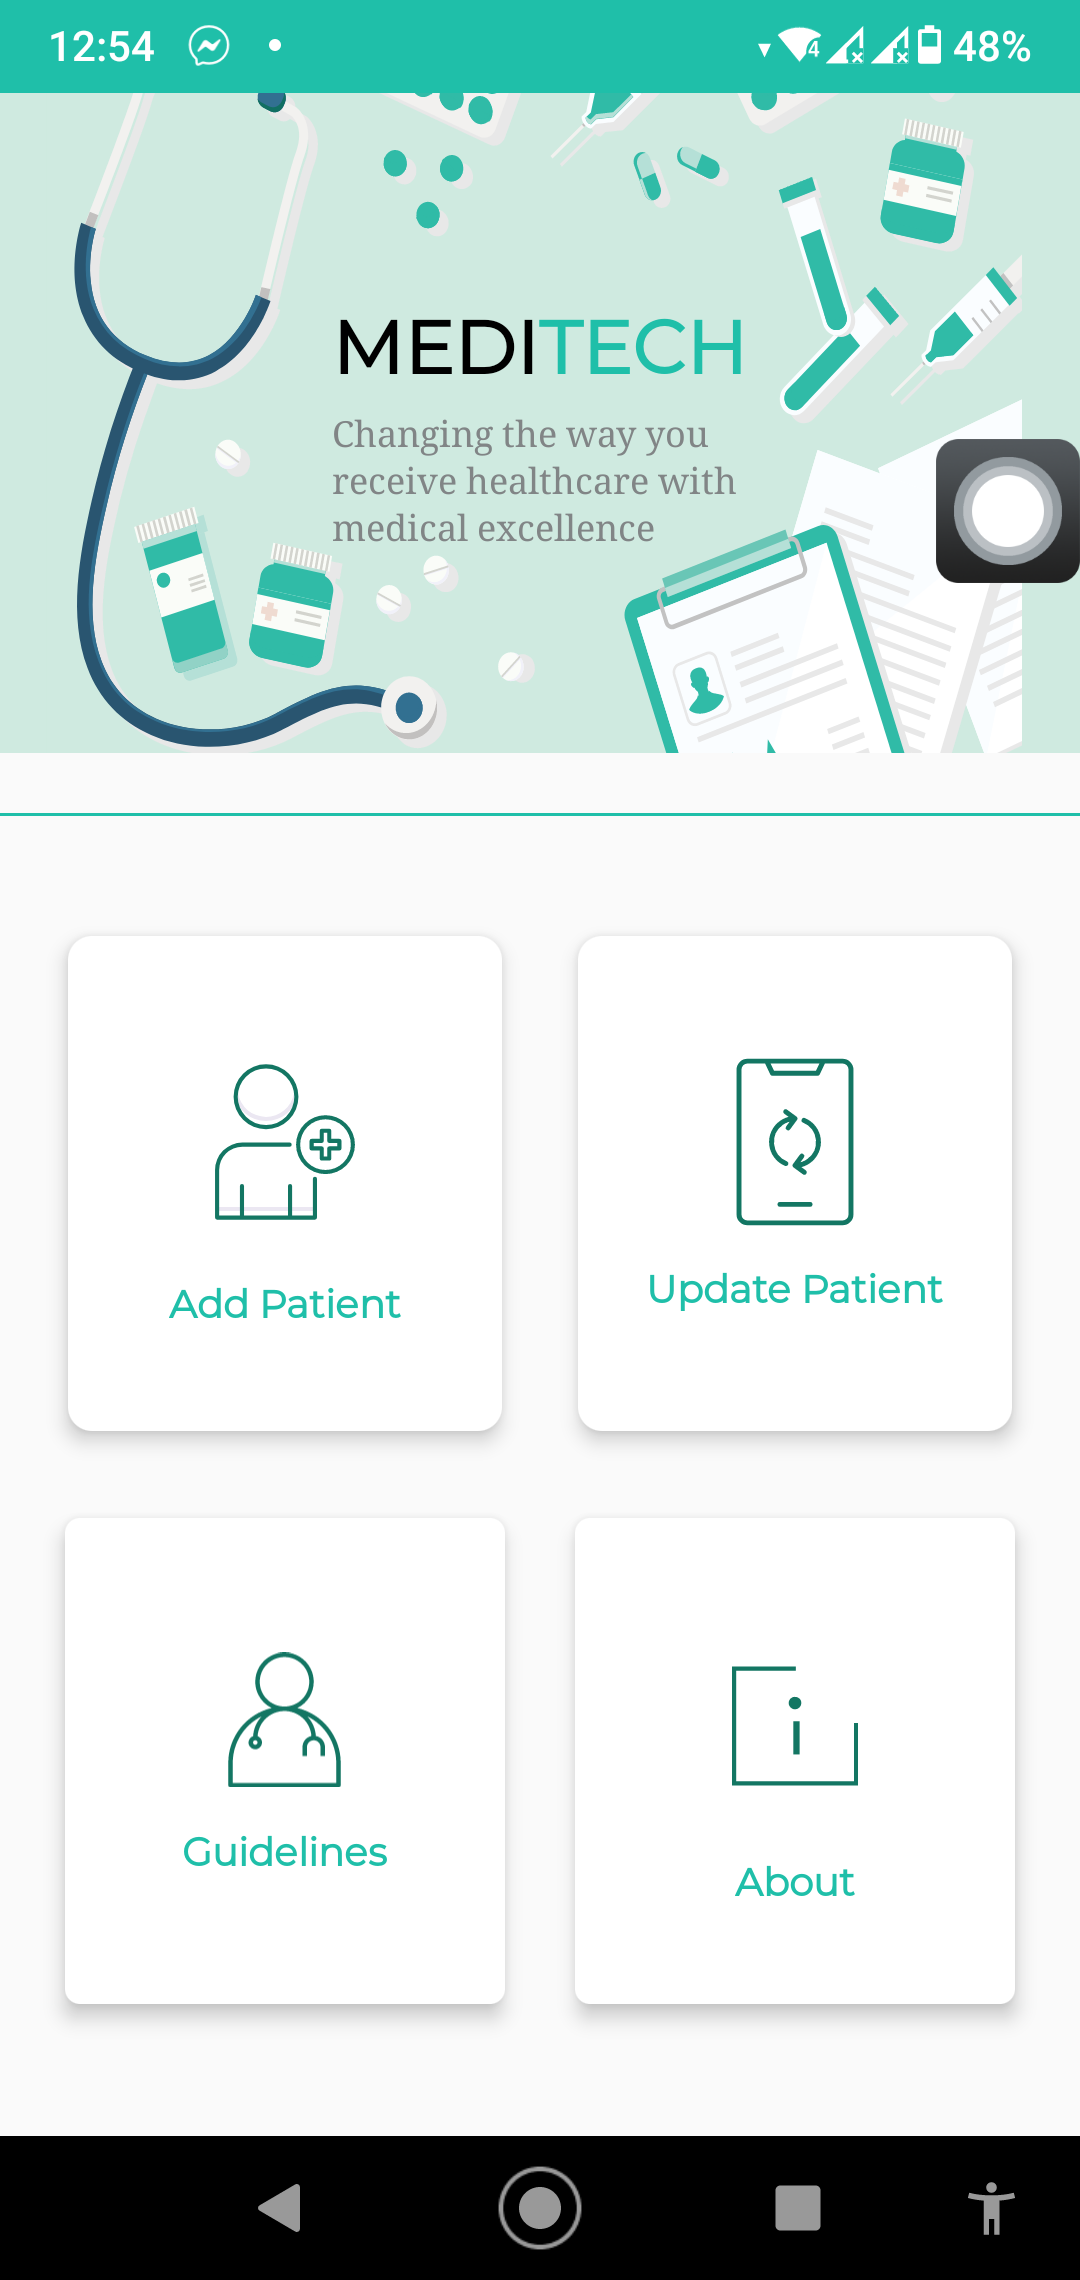 12:54
4
48%
MEDITECH
Changing the way you
receive healthcare with
medical excellence
Add Patient
Update Patient
Guidelines
About